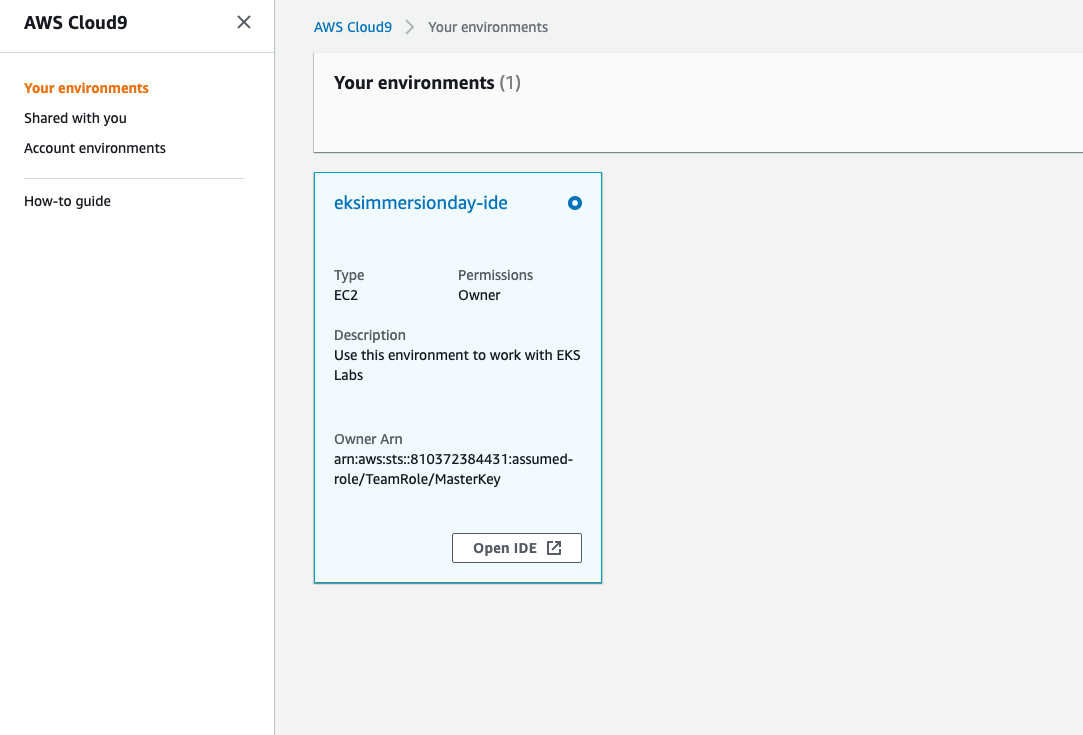 AWS Cloud9
Your environments
Shared with you
Account environments
How-to guide
AWS Cloud9 Your environments
Your environments (1)
eksimmersionday-ide
Type Permissions
EC2 Owner
Description
Use this environment to work with EKS
Labs
Owner Arn
arn:aws:sts::810372384431:assumed-
role/TeamRole/MasterKey
Open IDE